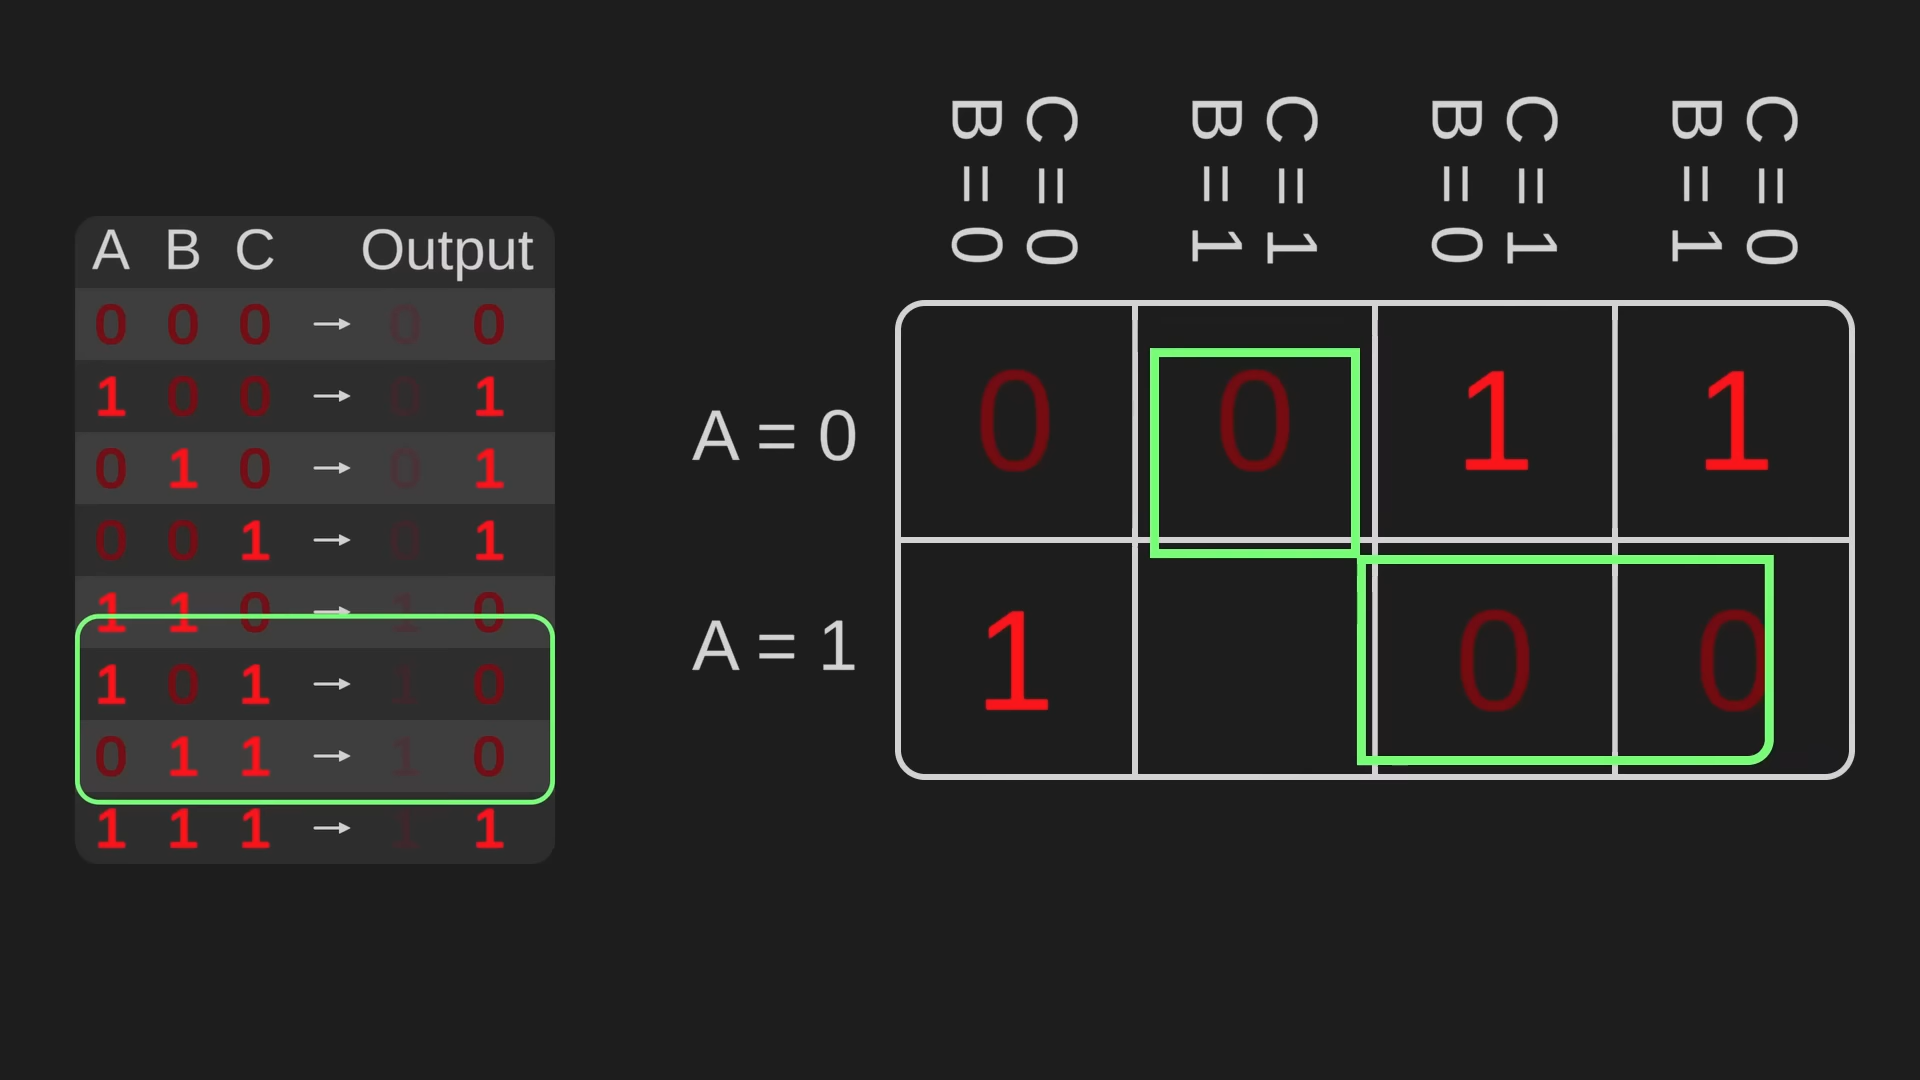 A B C Output
0 0 0 → 0 0
1 0 0 → 0 1
0 1 0 → 0 1
0 0 1 → 0 1
1 1 0 → 1 0
1 0 1 → 1 0
0 1 1 → 1 0
1 1 1 → 1 1
C = 0
B = 0
C = 1
B = 1
C = 1
B = 0
C = 0
B = 1
A = 0 0 0 1 1
A = 1 1 0 0